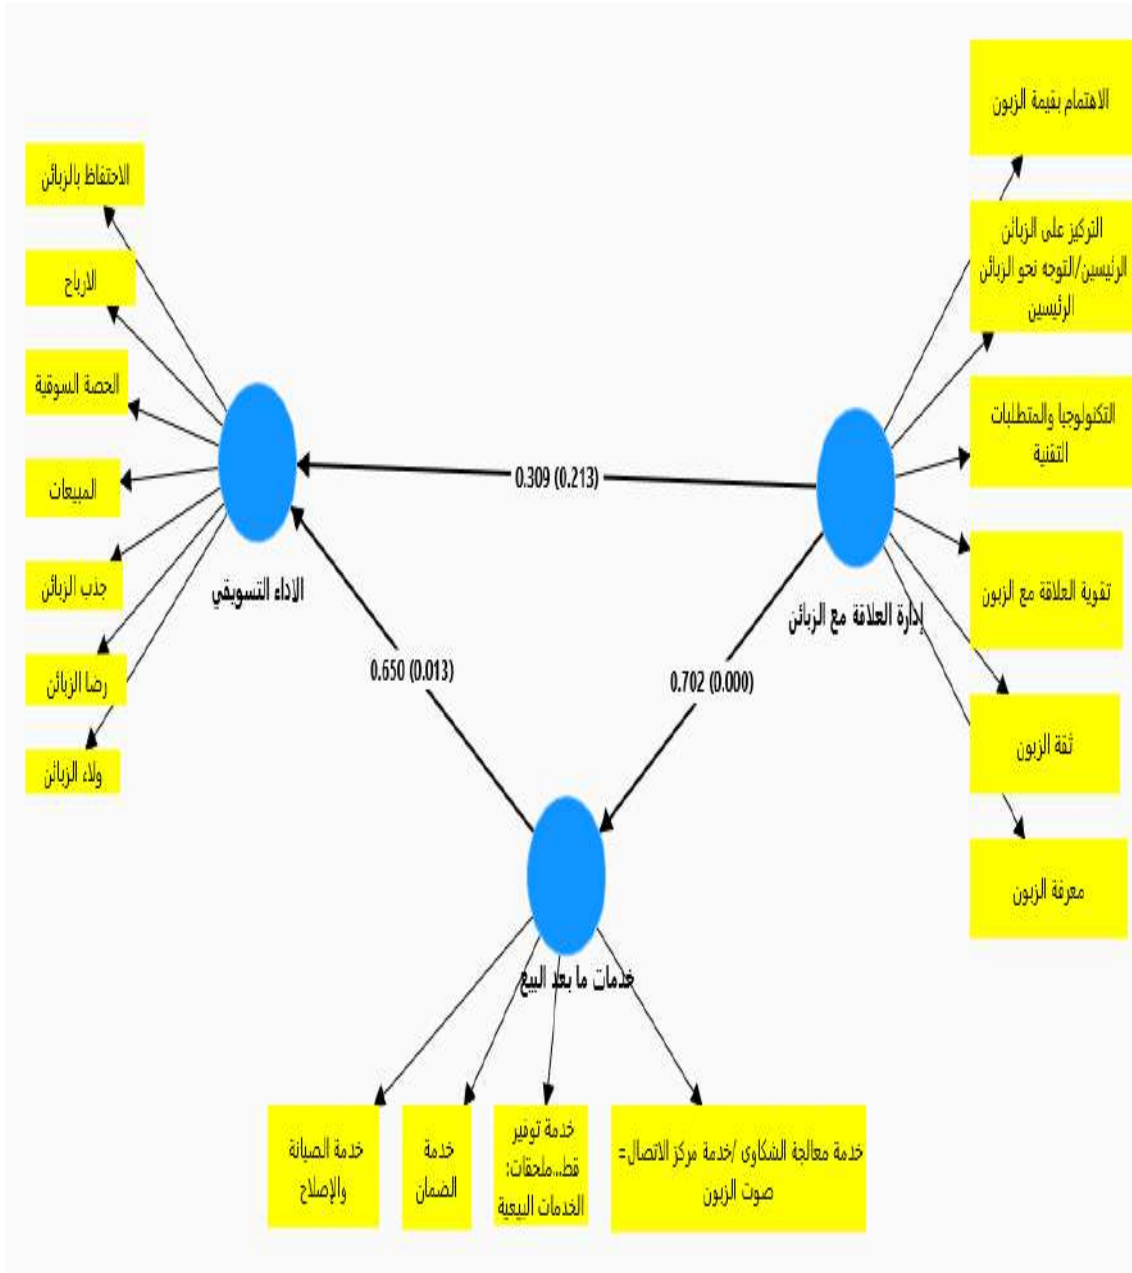 الاهتمام بقيمة الزبون
التركيز على الزبائن
الرئيسين/التوجه نحو الزبائن
الرئيسين
التكنولوجيا والمتطلبات
التقنية
تقوية العلاقة مع الزبون
ثقة الزبون
معرفة الزبون
إدارة العلاقة مع الزبائن
0.309 (0.213)
0.702 (0.000)
0.650 (0.013)
الاحتفاظ بالزبائن
الارباح
الحصة السوقية
المبيعات
جذب الزبائن
رضا الزبائن
ولاء الزبائن
الاداء التسويقي
خدمات ما بعد البيع
خدمة معالجة الشكاوى /خدمة مركز الاتصال=
صوت الزبون
خدمة توفير
قط...ملحقات:
الخدمات البيعية
خدمة
الضمان
خدمة الصيانة
والإصلاح